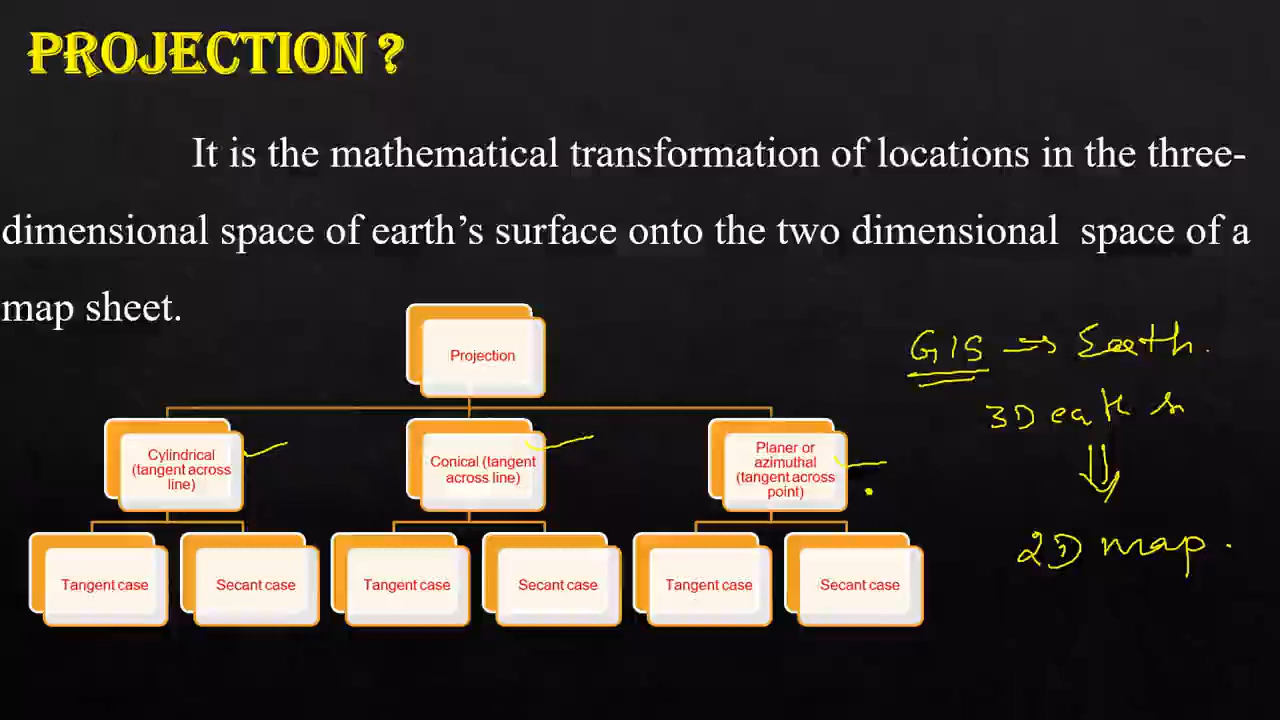 PROJECTION ?
It is the mathematical transformation of locations in the three-
dimensional space of earth's surface onto the two dimensional space of a
map sheet.
Projection
GIS → Earth.
3D
⇓
2D map.
Cylindrical
(tangent across
line)
Conical (tangent
across line)
Planer or
azimuthal
(tangent across
point)
Tangent case
Secant case
Tangent case
Secant case
Tangent case
Secant case